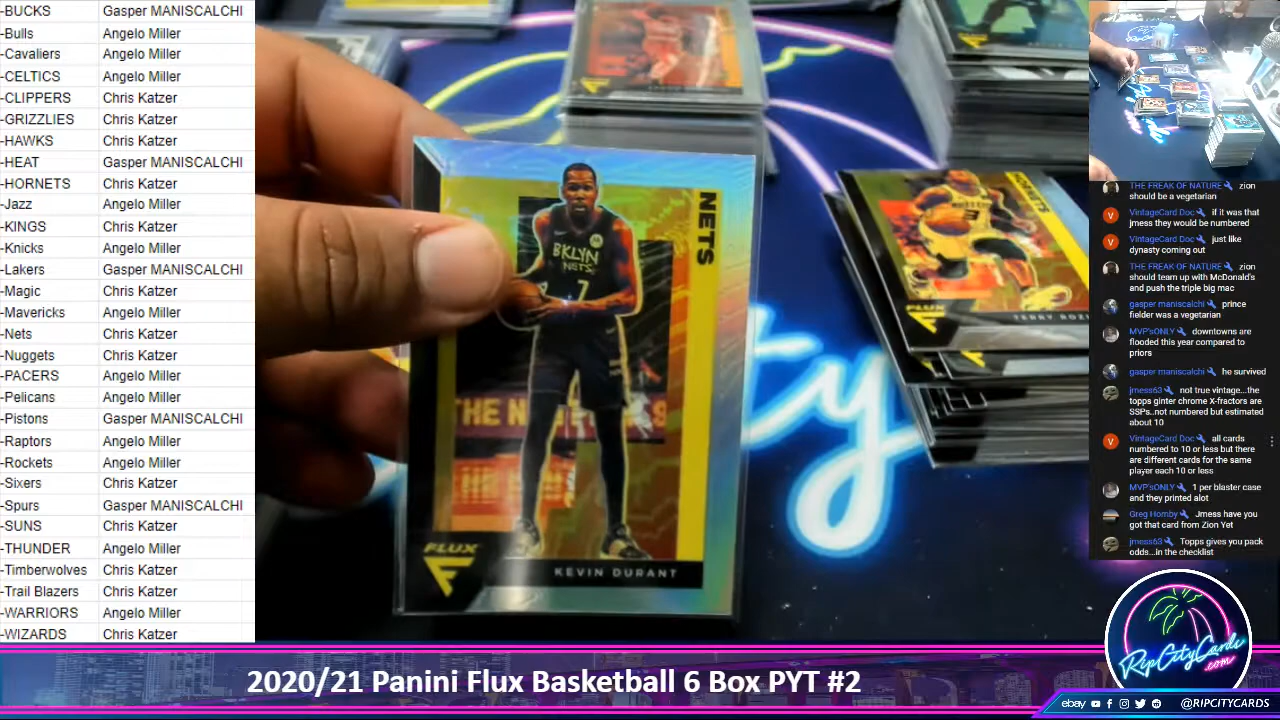 -BUCKS Gasper MANISCALCHI
-Bulls Angelo Miller
-Cavaliers Angelo Miller
-CELTICS Angelo Miller
-CLIPPERS Chris Katzer
-GRIZZLIES Chris Katzer
-HAWKS Chris Katzer
-HEAT Gasper MANISCALCHI
-HORNETS Chris Katzer
-Jazz Angelo Miller
-KINGS Chris Katzer
-Knicks Angelo Miller
-Lakers Gasper MANISCALCHI
-Magic Chris Katzer
-Mavericks Angelo Miller
-Nets Chris Katzer
-Nuggets Chris Katzer
-PACERS Angelo Miller
-Pelicans Angelo Miller
-Pistons Gasper MANISCALCHI
-Raptors Angelo Miller
-Rockets Angelo Miller
-Sixers Chris Katzer
-Spurs Gasper MANISCALCHI
-SUNS Chris Katzer
-THUNDER Angelo Miller
-Timberwolves Chris Katzer
-Trail Blazers Chris Katzer
-WARRIORS Angelo Miller
-WIZARDS Chris Katzer
NETS
BKLYN
NETS
7
FLUX
KEVIN DURANT
HORNETS
3
FLUX
TERRY ROZI
ty
THE FREAK OF NATURE zion
should be a vegetarian
VintageCard Doc if it was that
jmess they would be numbered
VintageCard Doc just like
dynasty coming out
THE FREAK OF NATURE zion
should team up with McDonald's
and push the triple big mac
gasper maniscalchi prince
fielder was a vegetarian
MVP'sONLY downtowns are
flooded this year compared to
priors
gasper maniscalchi he survived
jmess63 not true vintage...the
topps ginter chrome X-fractors are
SSPs..not numbered but estimated
about 10
VintageCard Doc all cards
numbered to 10 or less but there
are different cards for the same
player each 10 or less
MVP'sONLY 1 per blaster case
and they printed alot
Greg Hornby Jmess have you
got that card from Zion Yet
jmess63 Topps gives you pack
odds...in the checklist
RipCityCards
.com
2020/21 Panini Flux Basketball 6 Box PYT #2
ebay @RIPCITYCARDS